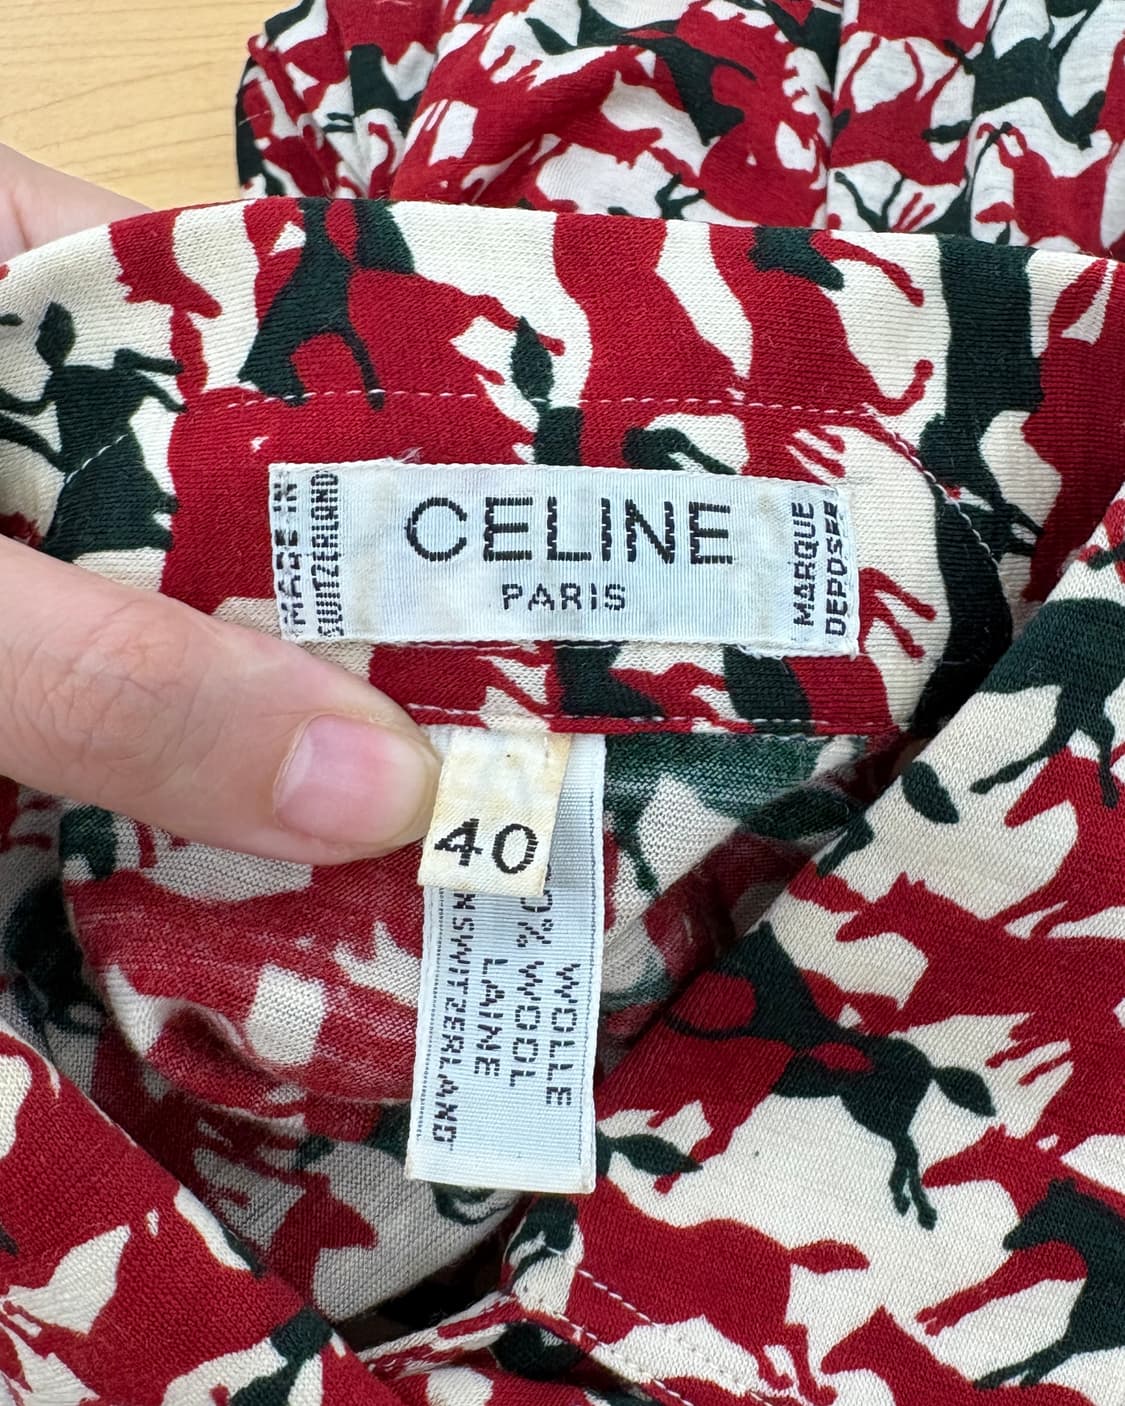 MADE IN
SWITZERLAND
CELINE
PARIS
MARQUE
DEPOSEE
40
WOLLE
WOOL
LAINE
SWITZERLAND